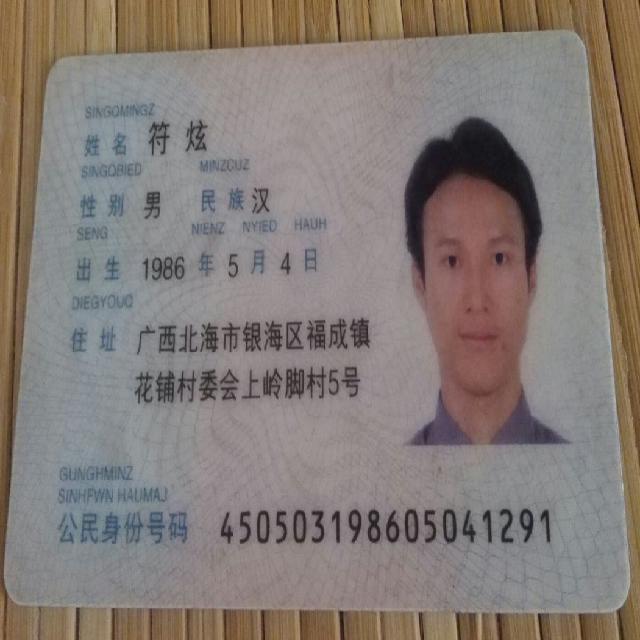 SINGQMINGZ
姓名 符炫
SINGQBIED MINZCUZ
性别 男 民族 汉
SENG NIENZ NYIED HAUH
出生 1986 年 5 月 4 日
DIEGYOUQ
住址 广西北海市银海区福成镇
花铺村委会上岭脚村5号
GUNGHMINZ
SINHFWN HAUMAJ
公民身份号码 450503198605041291